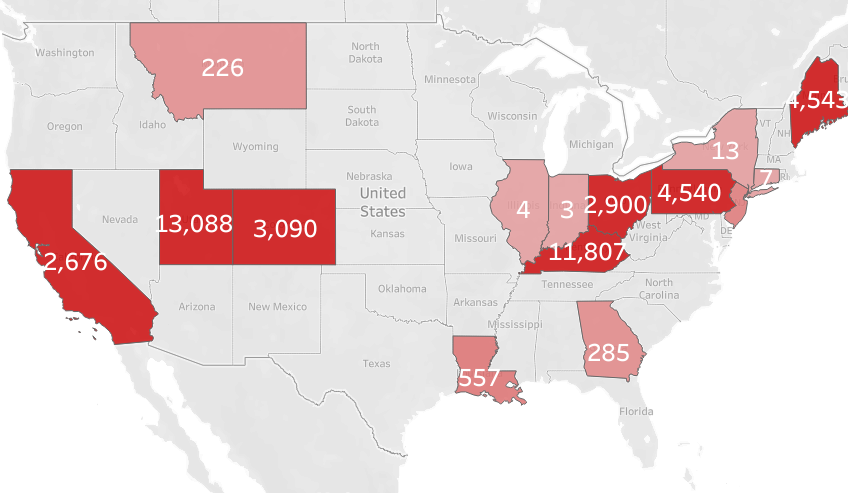 Washington
North
Dakota
Minnesota
226
Oregon
Idaho
South
Dakota
Wisconsin
Michigan
Wyoming
Iowa
Nebraska
United
States
Nevada
Kansas
Missouri
VT
NH
MA
4,543
13
7
4
3
2,900
4,540
MD
DE
West
Virginia
13,088
3,090
2,676
11,807
Arizona
New Mexico
Oklahoma
Arkansas
Tennessee
North
Carolina
Mississippi
Texas
557
285
Florida